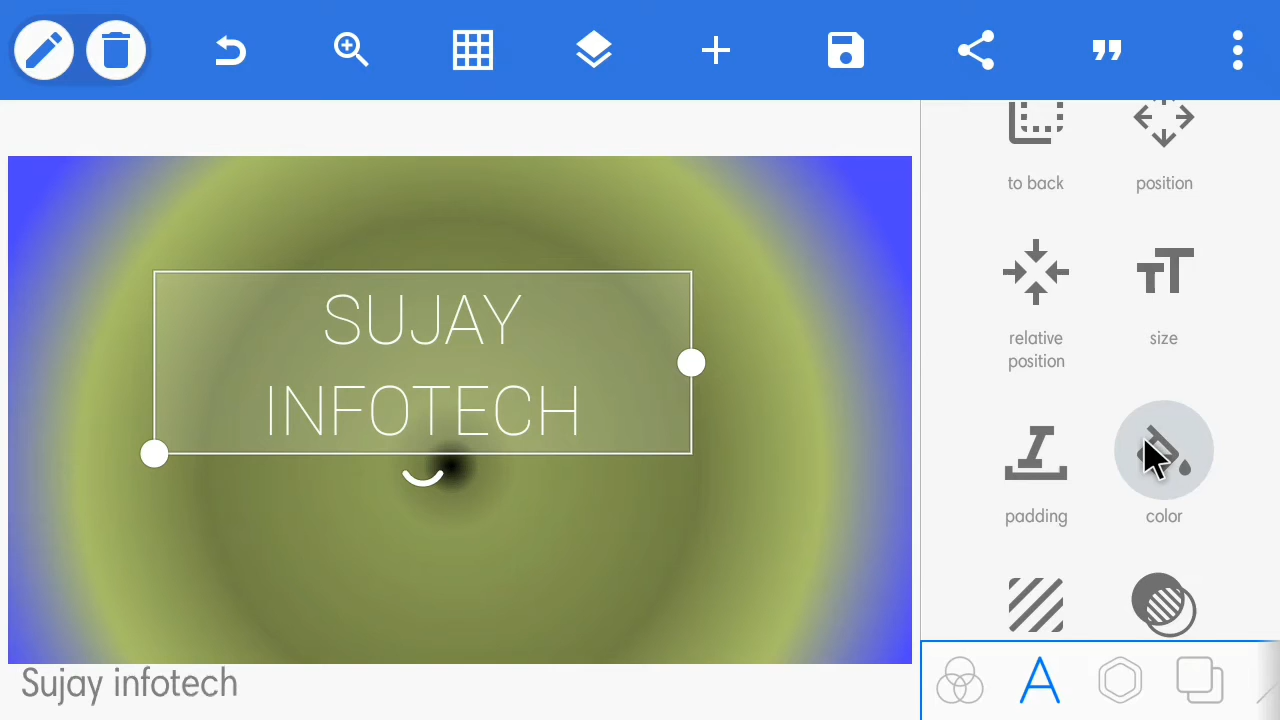 SUJAY
INFOTECH
to back
position
relative
position
size
padding
color
Sujay infotech